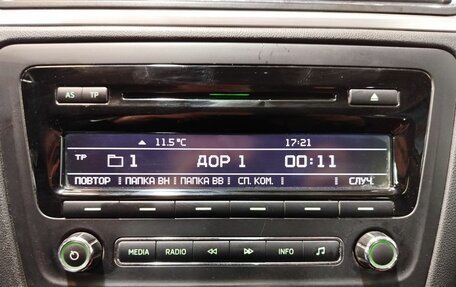 AS TP
11.5°C 17:21
TP 1 ДОР 1 00:11
ПОВТОР ПАПКА ВН ПАПКА ВВ СП. КОМ. СЛУЧ.
MEDIA RADIO INFO